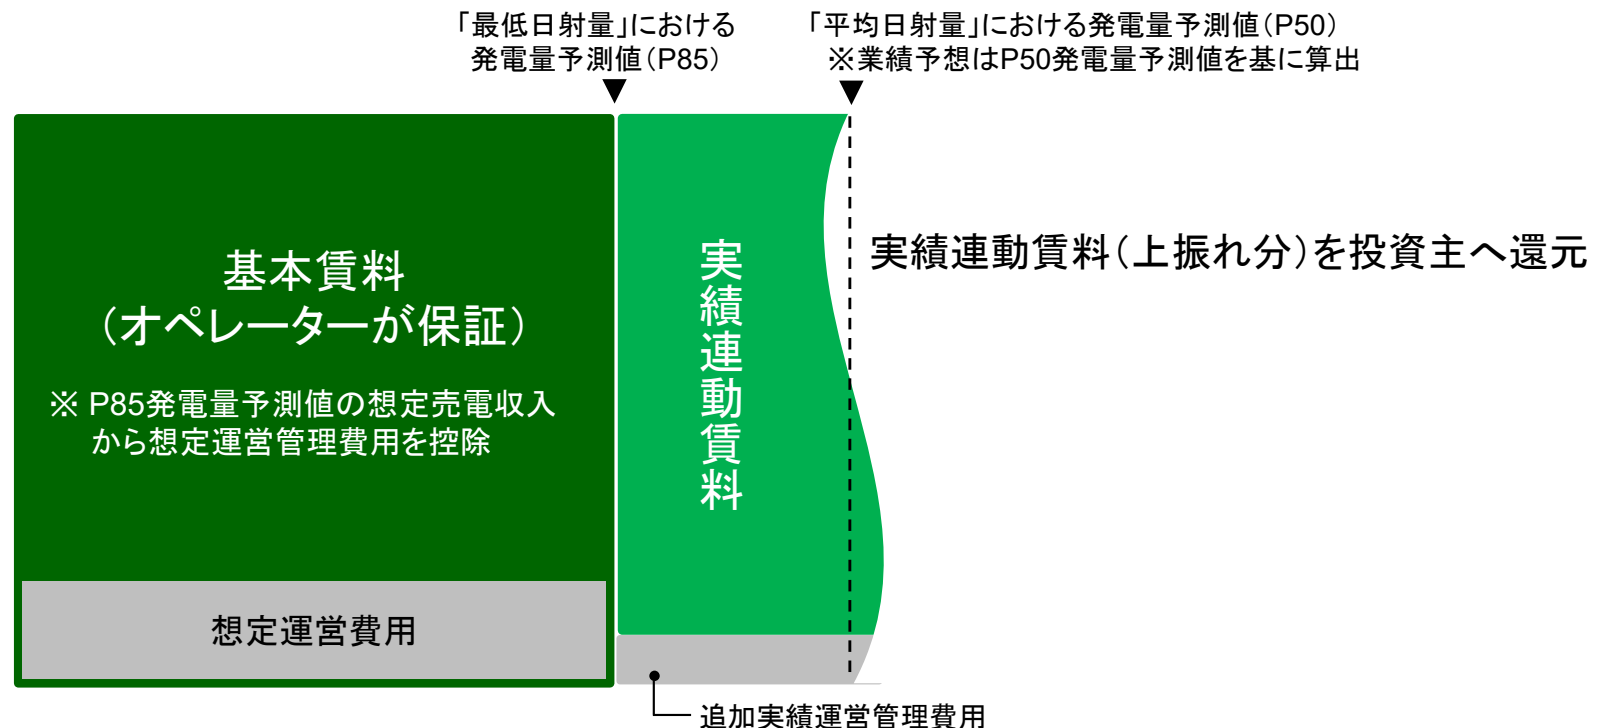 「最低日射量」における
発電量予測値（P85）
「平均日射量」における発電量予測値（P50）
※業績予想はP50発電量予測値を基に算出
基本賃料
（オペレーターが保証）
※ P85発電量予測値の想定売電収入
から想定運営管理費用を控除
想定運営費用
実績連動賃料
実績連動賃料（上振れ分）を投資主へ還元
追加実績運営管理費用